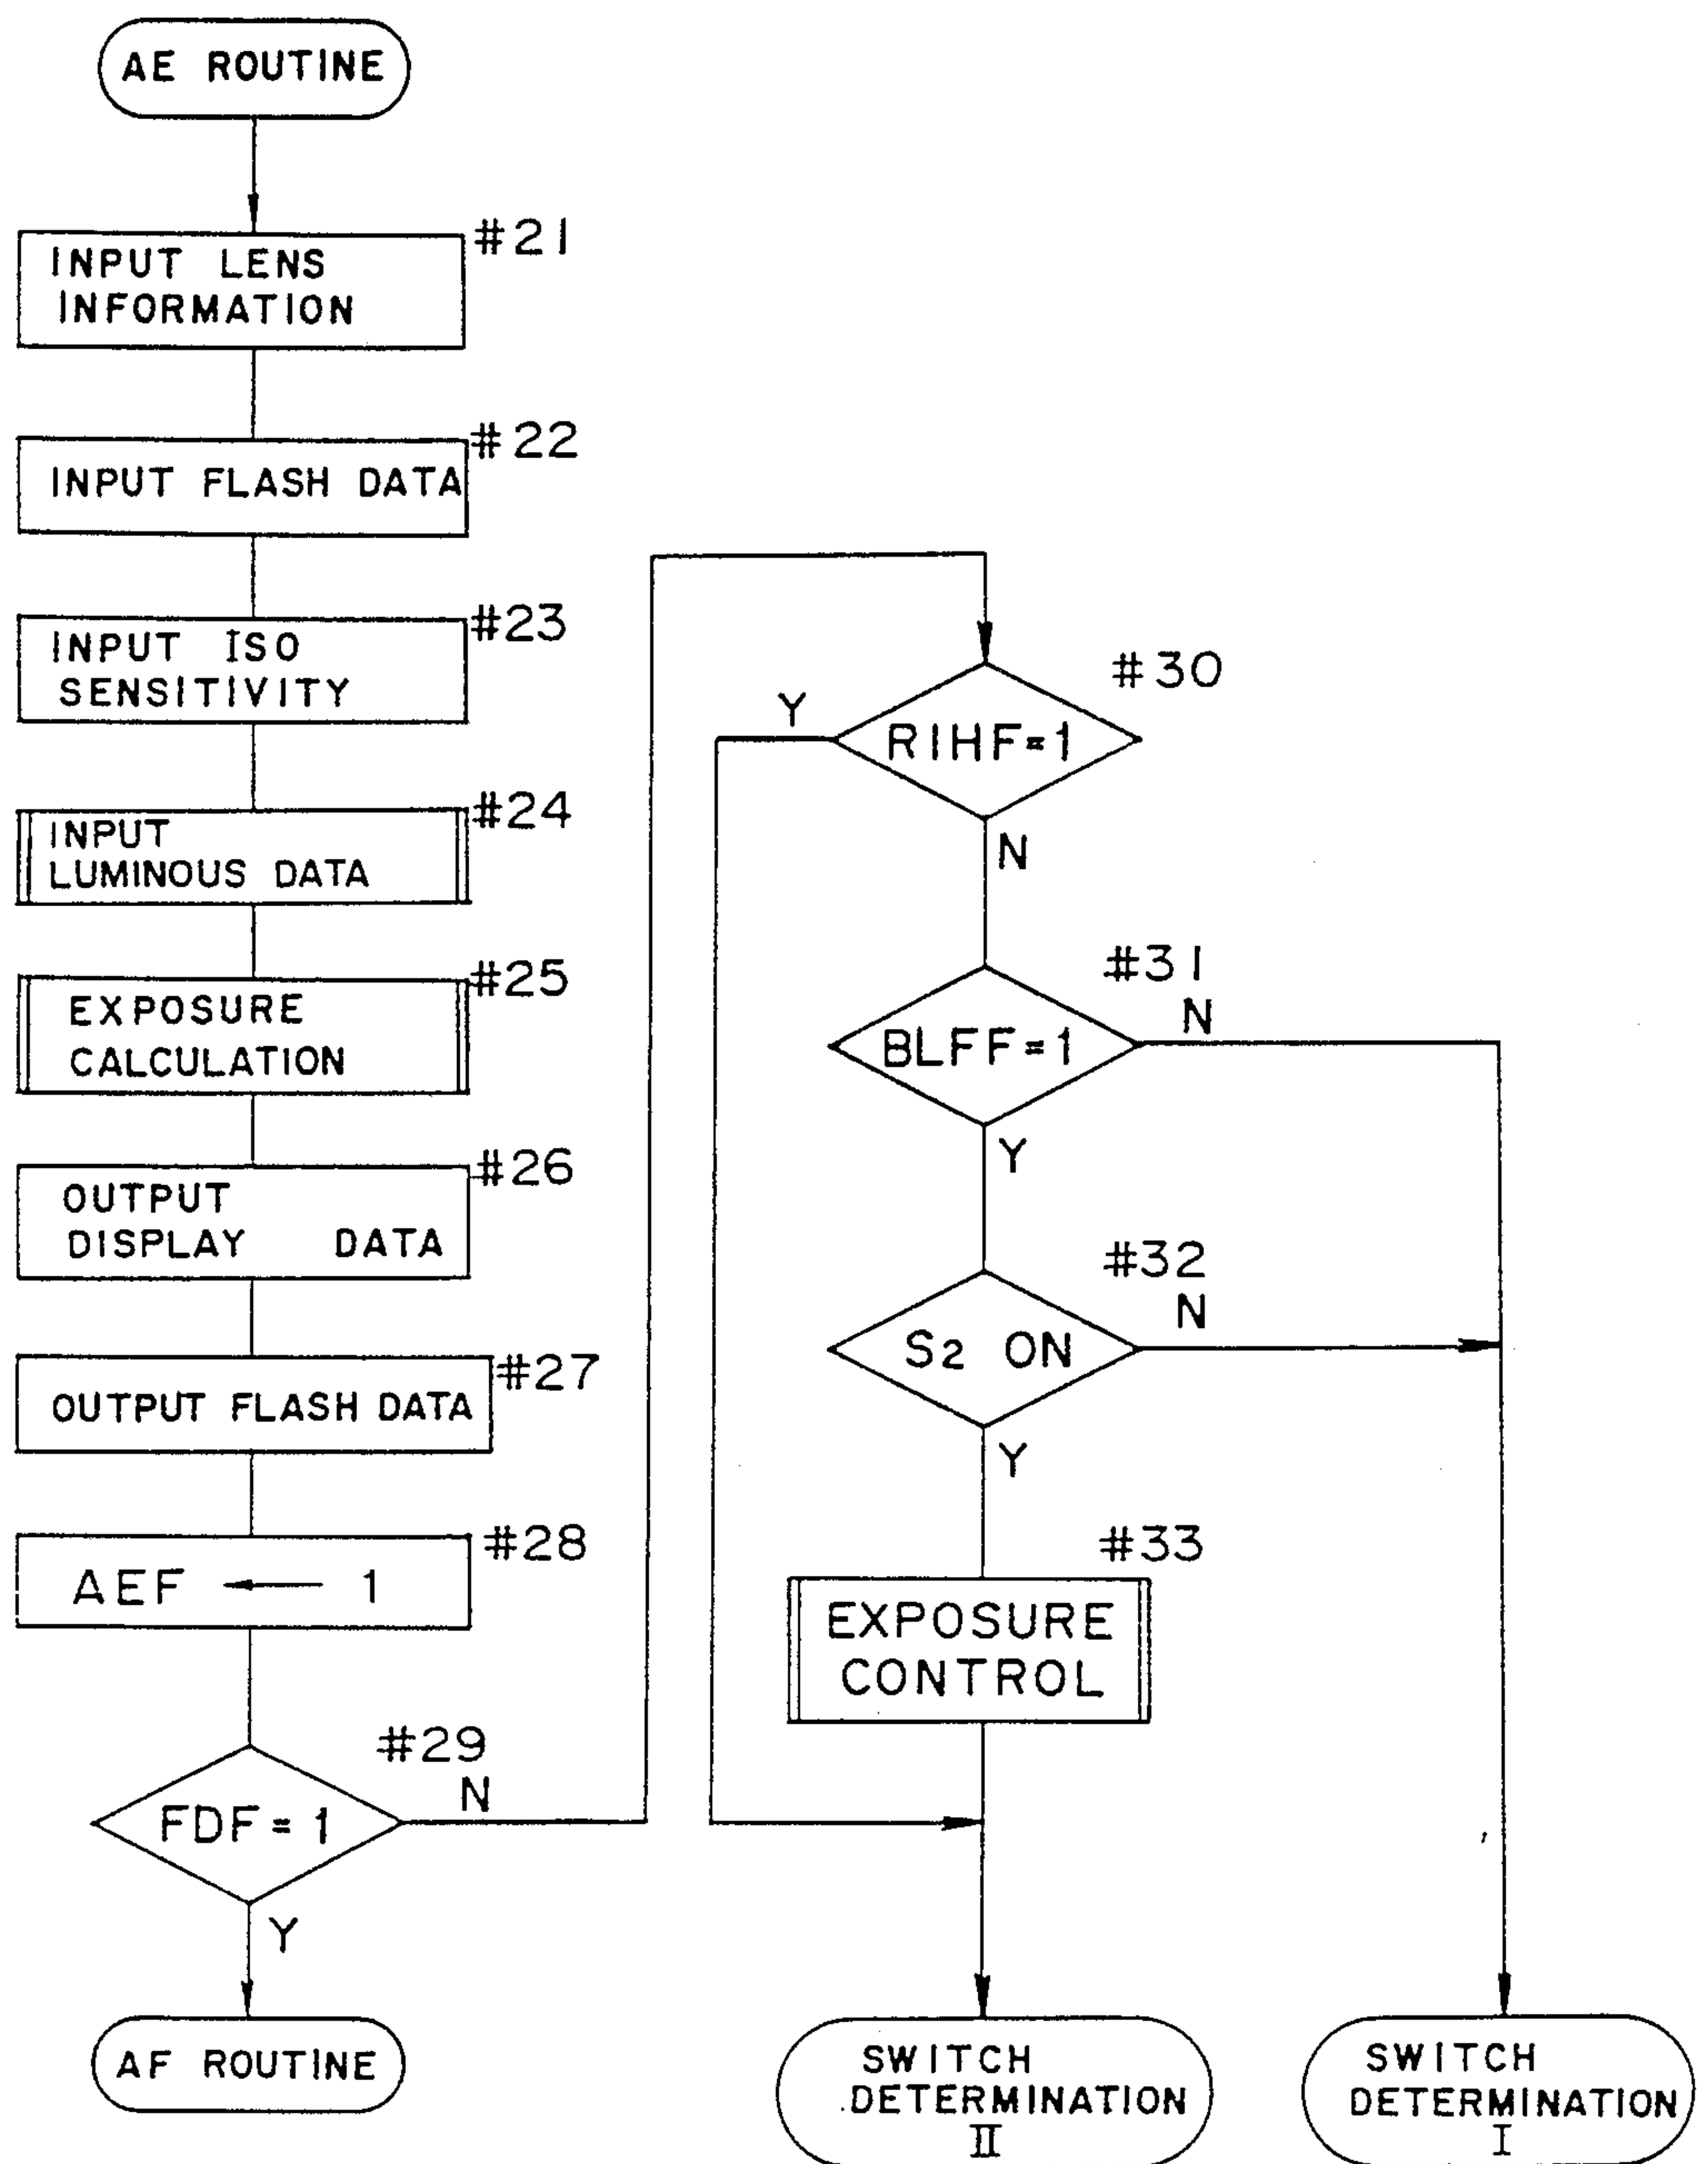 AE ROUTINE
#21
INPUT LENS
INFORMATION
#22
INPUT FLASH DATA
#23
INPUT ISO
SENSITIVITY
#24
INPUT
LUMINOUS DATA
#25
EXPOSURE
CALCULATION
#26
OUTPUT
DISPLAY DATA
#27
OUTPUT FLASH DATA
#28
AEF ← 1
#29
FDF=1
N
Y
AF ROUTINE
#30
Y
RIHF=1
N
#31
N
BLFF=1
Y
#32
N
S2 ON
Y
#33
EXPOSURE
CONTROL
SWITCH
DETERMINATION
II
SWITCH
DETERMINATION
I